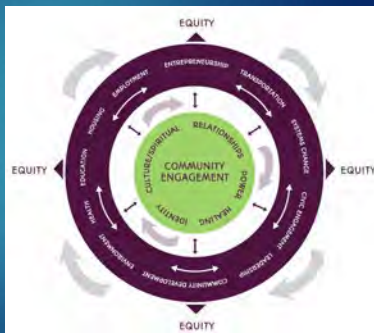 EQUITY
EQUITY
EQUITY
EQUITY
ENTREPRENEURSHIP
TRANSPORTATION
SYSTEMS CHANGE
CIVIC ENGAGEMENT
LEADERSHIP
COMMUNITY DEVELOPMENT
ENVIRONMENT
HEALTH
EDUCATION
HOUSING
EMPLOYMENT
RELATIONSHIPS
POWER
HEALING
IDENTITY
CULTURE/SPIRITUAL
COMMUNITY
ENGAGEMENT